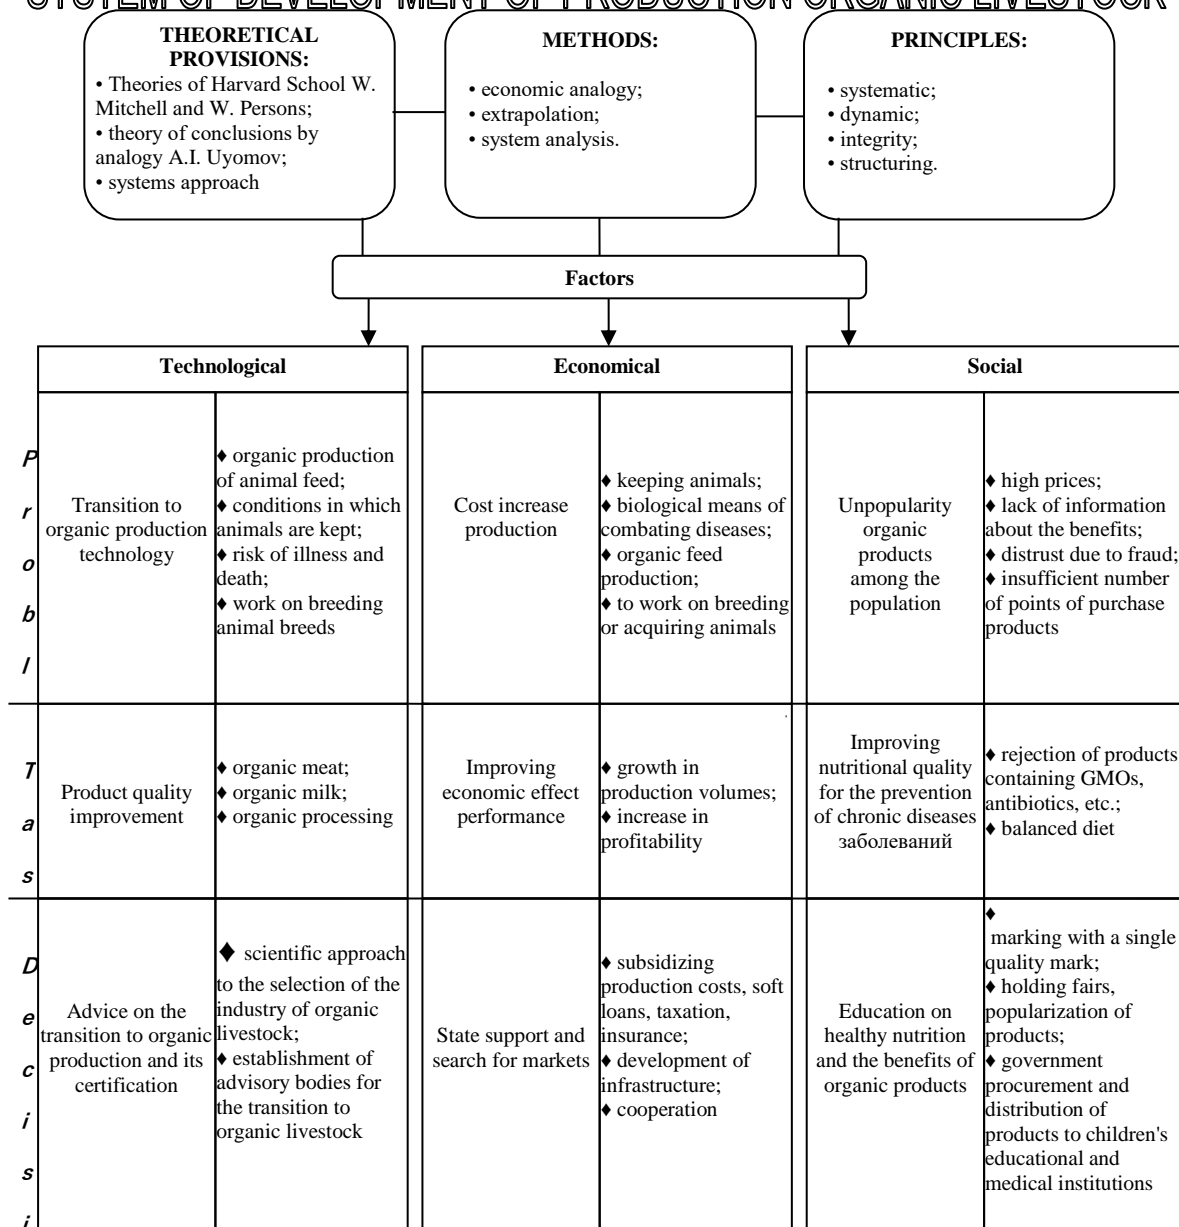 SYSTEM OF DEVELOPMENT OF PRODUCTION ORGANIC LIVESTOCK
THEORETICAL
PROVISIONS:
• Theories of Harvard School W.
Mitchell and W. Persons;
• theory of conclusions by
analogy A.I. Uyomov;
• systems approach
METHODS:
• economic analogy;
• extrapolation;
• system analysis.
PRINCIPLES:
• systematic;
• dynamic;
• integrity;
• structuring.
Factors
Technological
Economical
Social
P
r
o
b
l
Transition to
organic production
technology
♦ organic production
of animal feed;
♦ conditions in which
animals are kept;
♦ risk of illness and
death;
♦ work on breeding
animal breeds
Cost increase
production
♦ keeping animals;
♦ biological means of
combating diseases;
♦ organic feed
production;
♦ to work on breeding
or acquiring animals
Unpopularity
organic
products
among the
population
♦ high prices;
♦ lack of information
about the benefits;
♦ distrust due to fraud;
♦ insufficient number
of points of purchase
products
T
a
s
Product quality
improvement
♦ organic meat;
♦ organic milk;
♦ organic processing
Improving
economic effect
performance
♦ growth in
production volumes;
♦ increase in
profitability
Improving
nutritional quality
for the prevention
of chronic diseases
заболеваний
♦ rejection of products
containing GMOs,
antibiotics, etc.;
♦ balanced diet
D
e
c
i
s
i
Advice on the
transition to organic
production and its
certification
♦ scientific approach
to the selection of the
industry of organic
livestock;
♦ establishment of
advisory bodies for
the transition to
organic livestock
State support and
search for markets
♦ subsidizing
production costs, soft
loans, taxation,
insurance;
♦ development of
infrastructure;
♦ cooperation
Education on
healthy nutrition
and the benefits of
organic products
♦
marking with a single
quality mark;
♦ holding fairs,
popularization of
products;
♦ government
procurement and
distribution of
products to children's
educational and
medical institutions